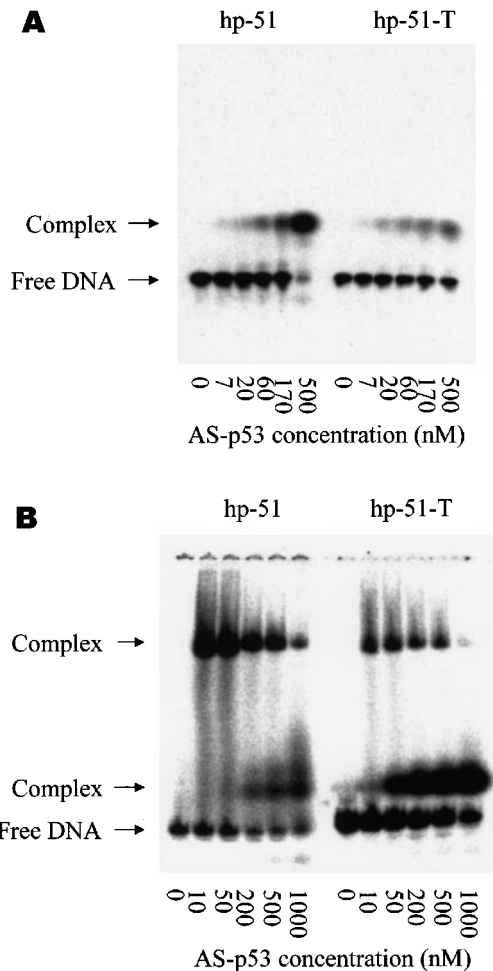 A
hp-51 hp-51-T
Complex →
Free DNA →
0 7 20 60 170 500 0 7 20 60 170 500
AS-p53 concentration (nM)
B
hp-51 hp-51-T
Complex →
Complex →
Free DNA →
0 10 50 200 500 1000 0 10 50 200 500 1000
AS-p53 concentration (nM)